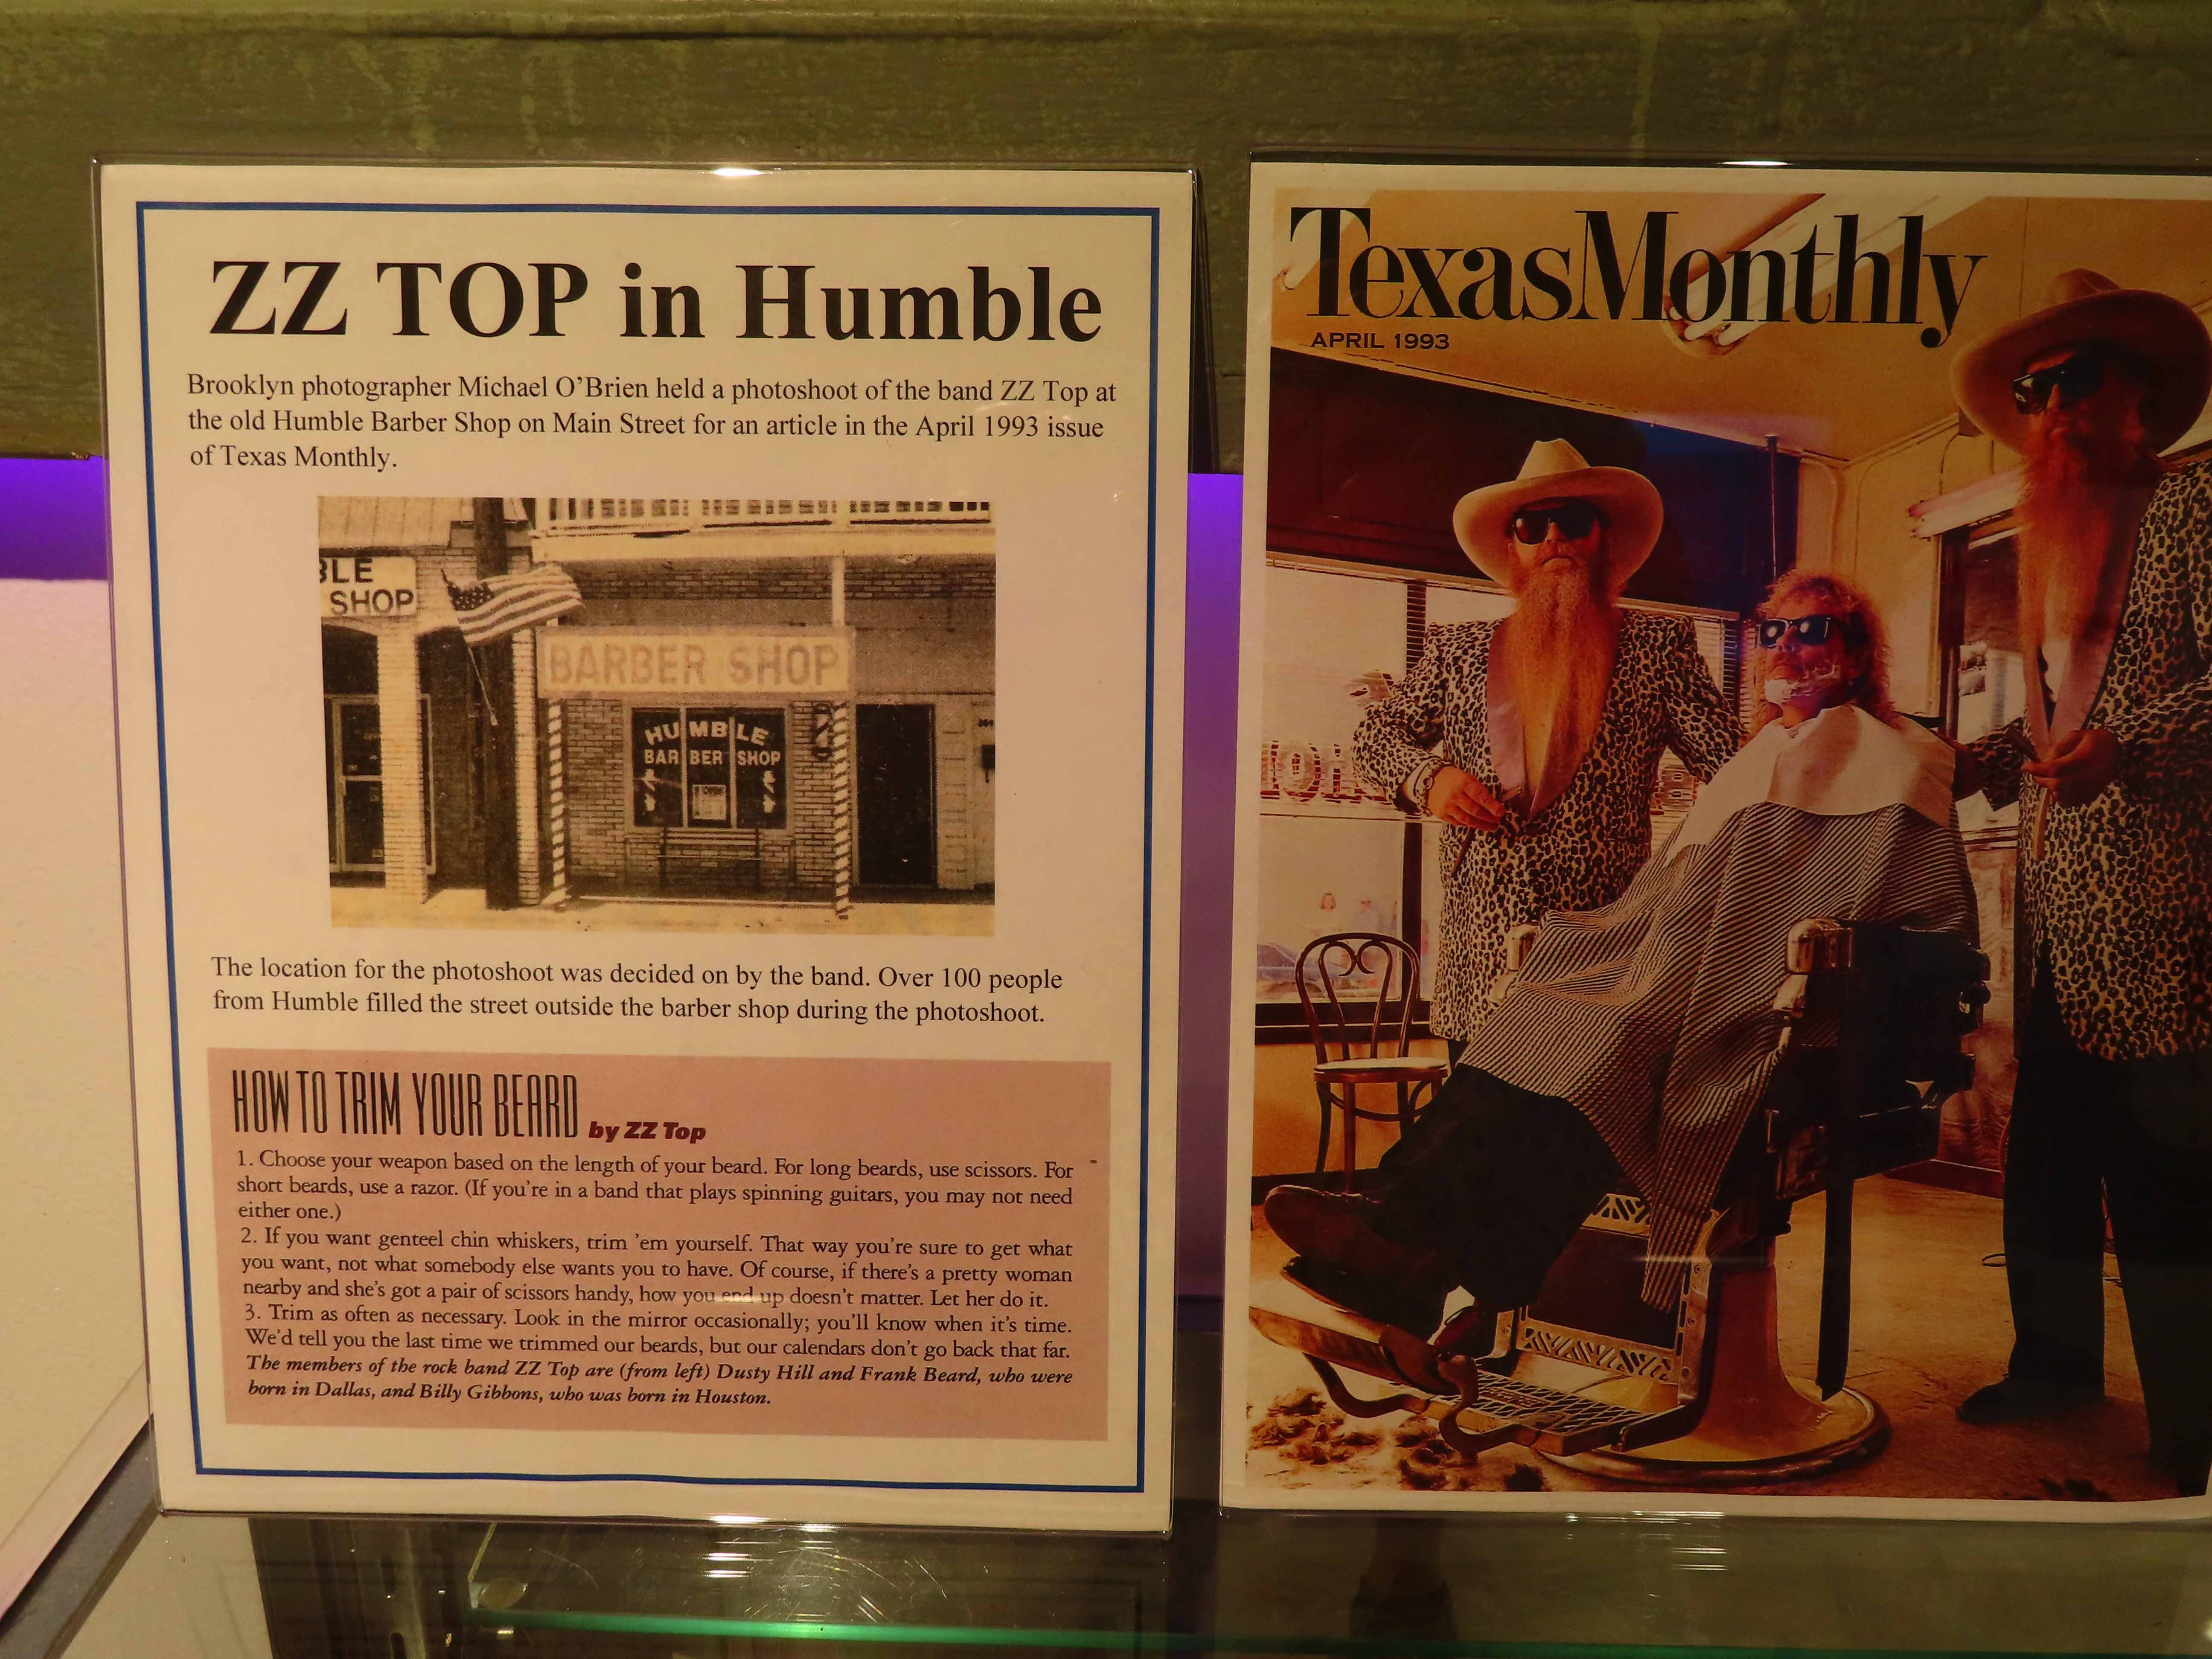 ZZ TOP in Humble
Brooklyn photographer Michael O'Brien held a photoshoot of the band ZZ Top at
the old Humble Barber Shop on Main Street for an article in the April 1993 issue
of Texas Monthly.
BLE
SHOP
BARBER SHOP
HUMBLE
BARBER SHOP
The location for the photoshoot was decided on by the band. Over 100 people
from Humble filled the street outside the barber shop during the photoshoot.
HOW TO TRIM YOUR BEARD by ZZ Top
1. Choose your weapon based on the length of your beard. For long beards, use scissors. For
short beards, use a razor. (If you're in a band that plays spinning guitars, you may not need
either one.)
2. If you want genteel chin whiskers, trim 'em yourself. That way you're sure to get what
you want, not what somebody else wants you to have. Of course, if there's a pretty woman
nearby and she's got a pair of scissors handy, how you end up doesn't matter. Let her do it.
3. Trim as often as necessary. Look in the mirror occasionally; you'll know when it's time.
We'd tell you the last time we trimmed our beards, but our calendars don't go back that far.
The members of the rock band ZZ Top are (from left) Dusty Hill and Frank Beard, who were
born in Dallas, and Billy Gibbons, who was born in Houston.
TexasMonthly
APRIL 1993